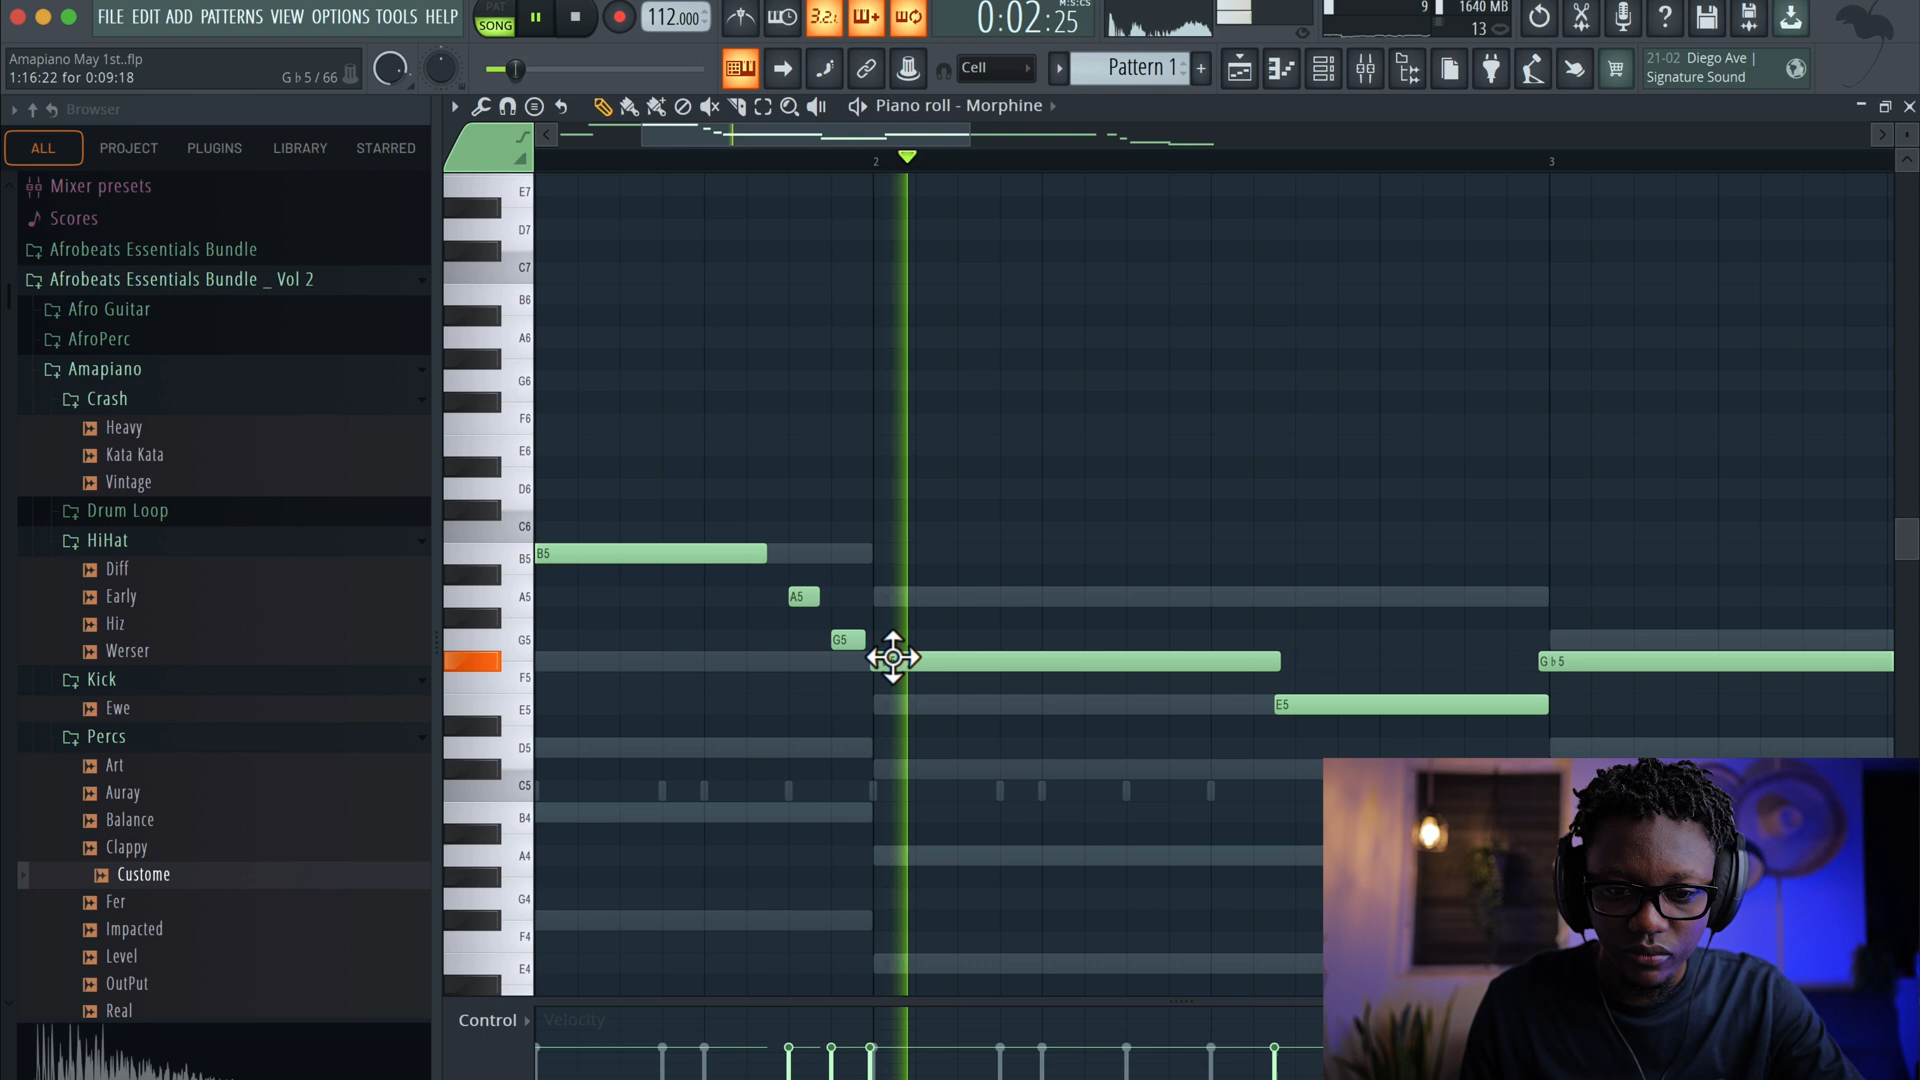 FILE EDIT ADD PATTERNS VIEW OPTIONS TOOLS HELP
PAT
SONG
112.000
3.2.
0:02:25
M:S:CS
9
1640 MB
13
Amapiano May 1st..flp
1:16:22 for 0:09:18
G♭5 / 66
Cell
Pattern 1
21-02 Diego Ave |
Signature Sound
Browser
Piano roll - Morphine
ALL
PROJECT
PLUGINS
LIBRARY
STARRED
2
3
Mixer presets
Scores
Afrobeats Essentials Bundle
Afrobeats Essentials Bundle _ Vol 2
Afro Guitar
AfroPerc
Amapiano
Crash
Heavy
Kata Kata
Vintage
Drum Loop
HiHat
Diff
Early
Hiz
Werser
Kick
Ewe
Percs
Art
Auray
Balance
Clappy
Custome
Fer
Impacted
Level
OutPut
Real
E7
D7
C7
B6
A6
G6
F6
E6
D6
C6
B5
B5
A5
A5
G5
G5
F5
G♭5
E5
E5
D5
C5
B4
A4
G4
F4
E4
Control
Velocity